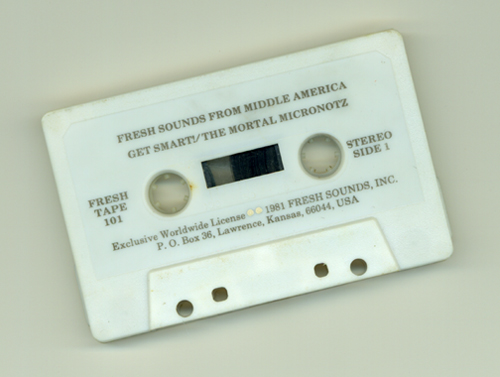 FRESH SOUNDS FROM MIDDLE AMERICA
GET SMART!/THE MORTAL MICRONOTZ
FRESH
TAPE
101
STEREO
SIDE 1
Exclusive Worldwide License ©℗ 1981 FRESH SOUNDS, INC.
P. O. Box 36, Lawrence, Kansas, 66044, USA